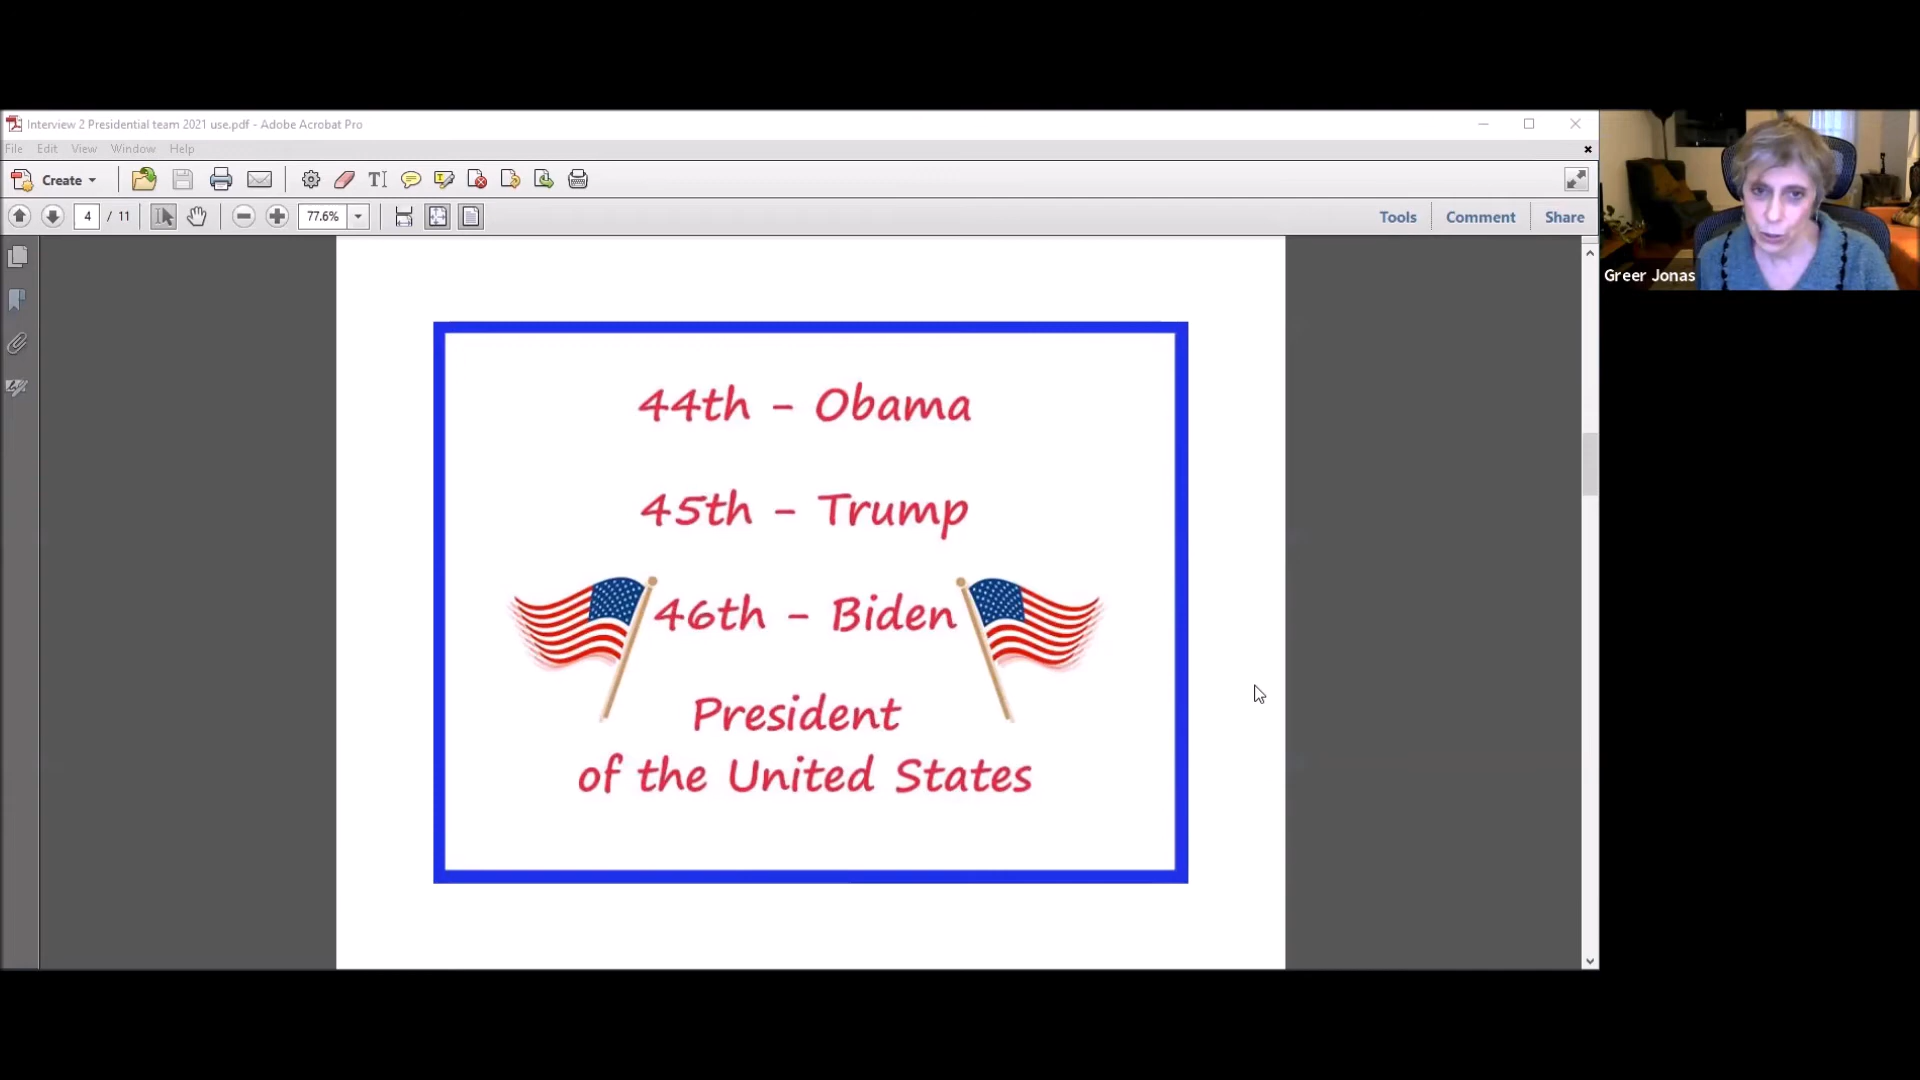 Interview 2 Presidential team 2021 use.pdf - Adobe Acrobat Pro
File Edit View Window Help
Create
4 / 11
77.6%
Tools Comment Share
Greer Jonas
44th - Obama
45th - Trump
46th - Biden
President
of the United States